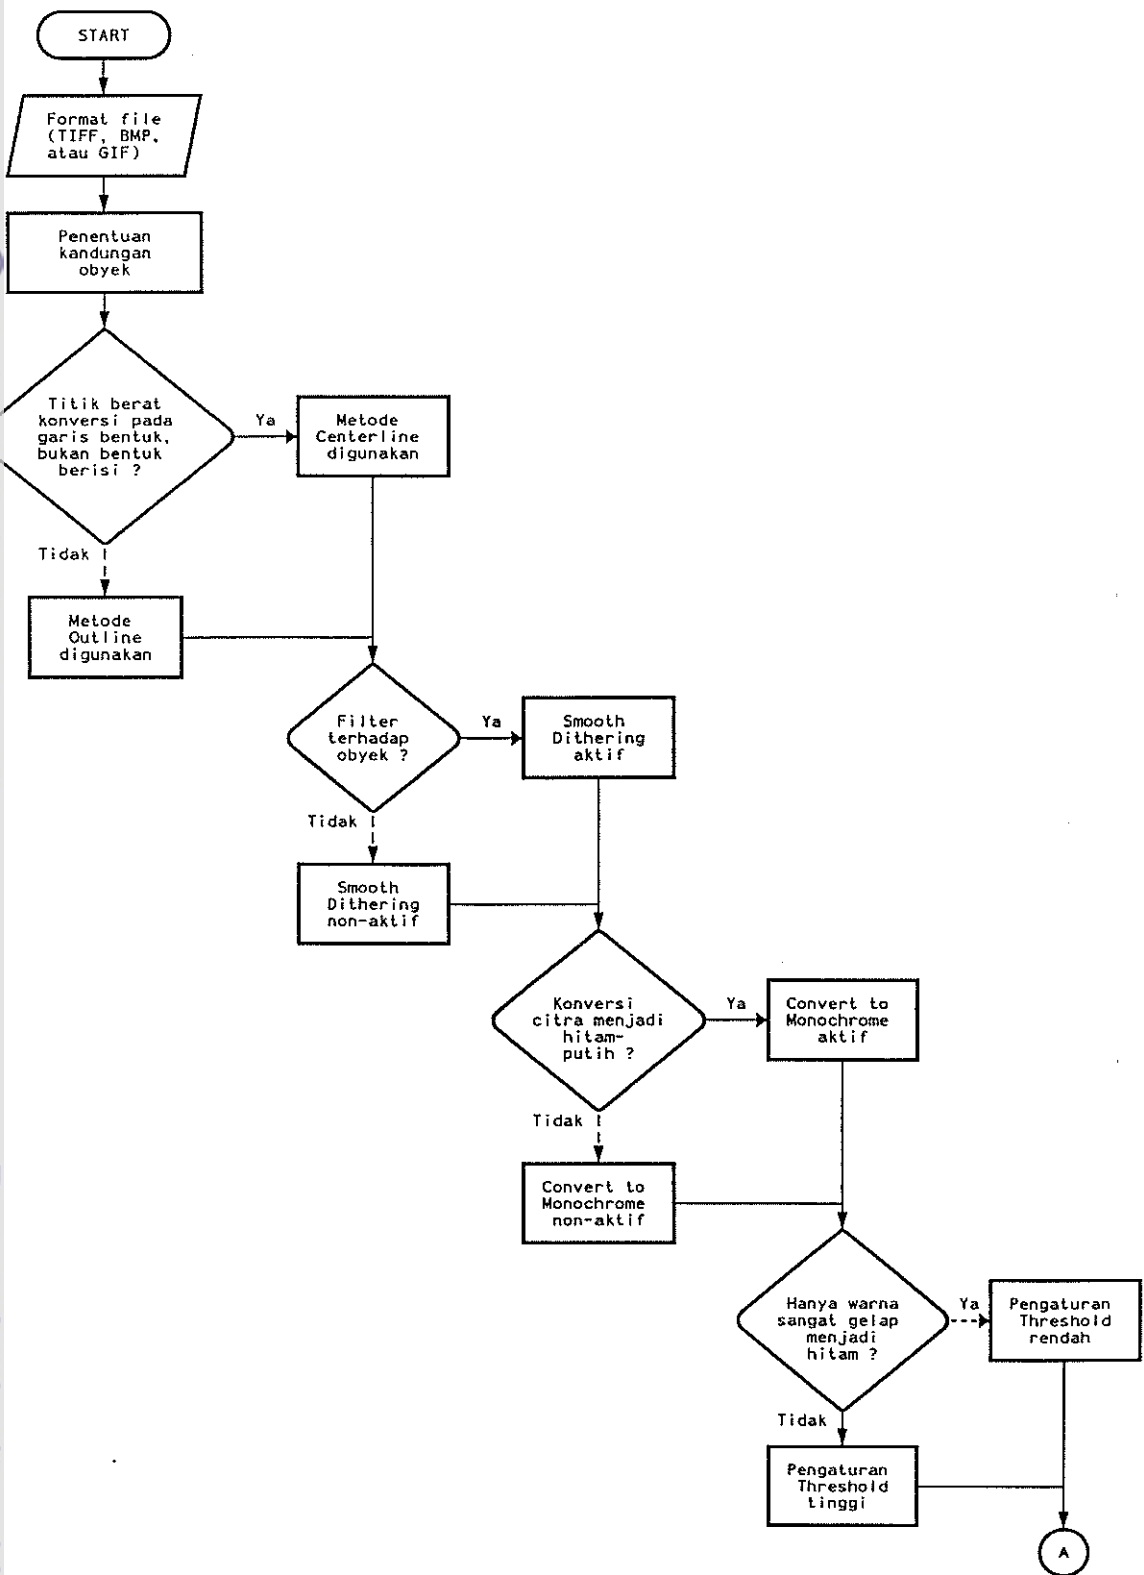 START
Format file
(TIFF, BMP,
atau GIF)
Penentuan
kandungan
obyek
Titik berat
konversi pada
garis bentuk,
bukan bentuk
berisi ?
Ya
Metode
Centerline
digunakan
Tidak
Metode
Outline
digunakan
Filter
terhadap
obyek ?
Ya
Smooth
Dithering
aktif
Tidak
Smooth
Dithering
non-aktif
Konversi
citra menjadi
hitam-
putih ?
Ya
Convert to
Monochrome
aktif
Tidak
Convert to
Monochrome
non-aktif
Hanya warna
sangat gelap
menjadi
hitam ?
Ya
Pengaturan
Threshold
rendah
Tidak
Pengaturan
Threshold
tinggi
A